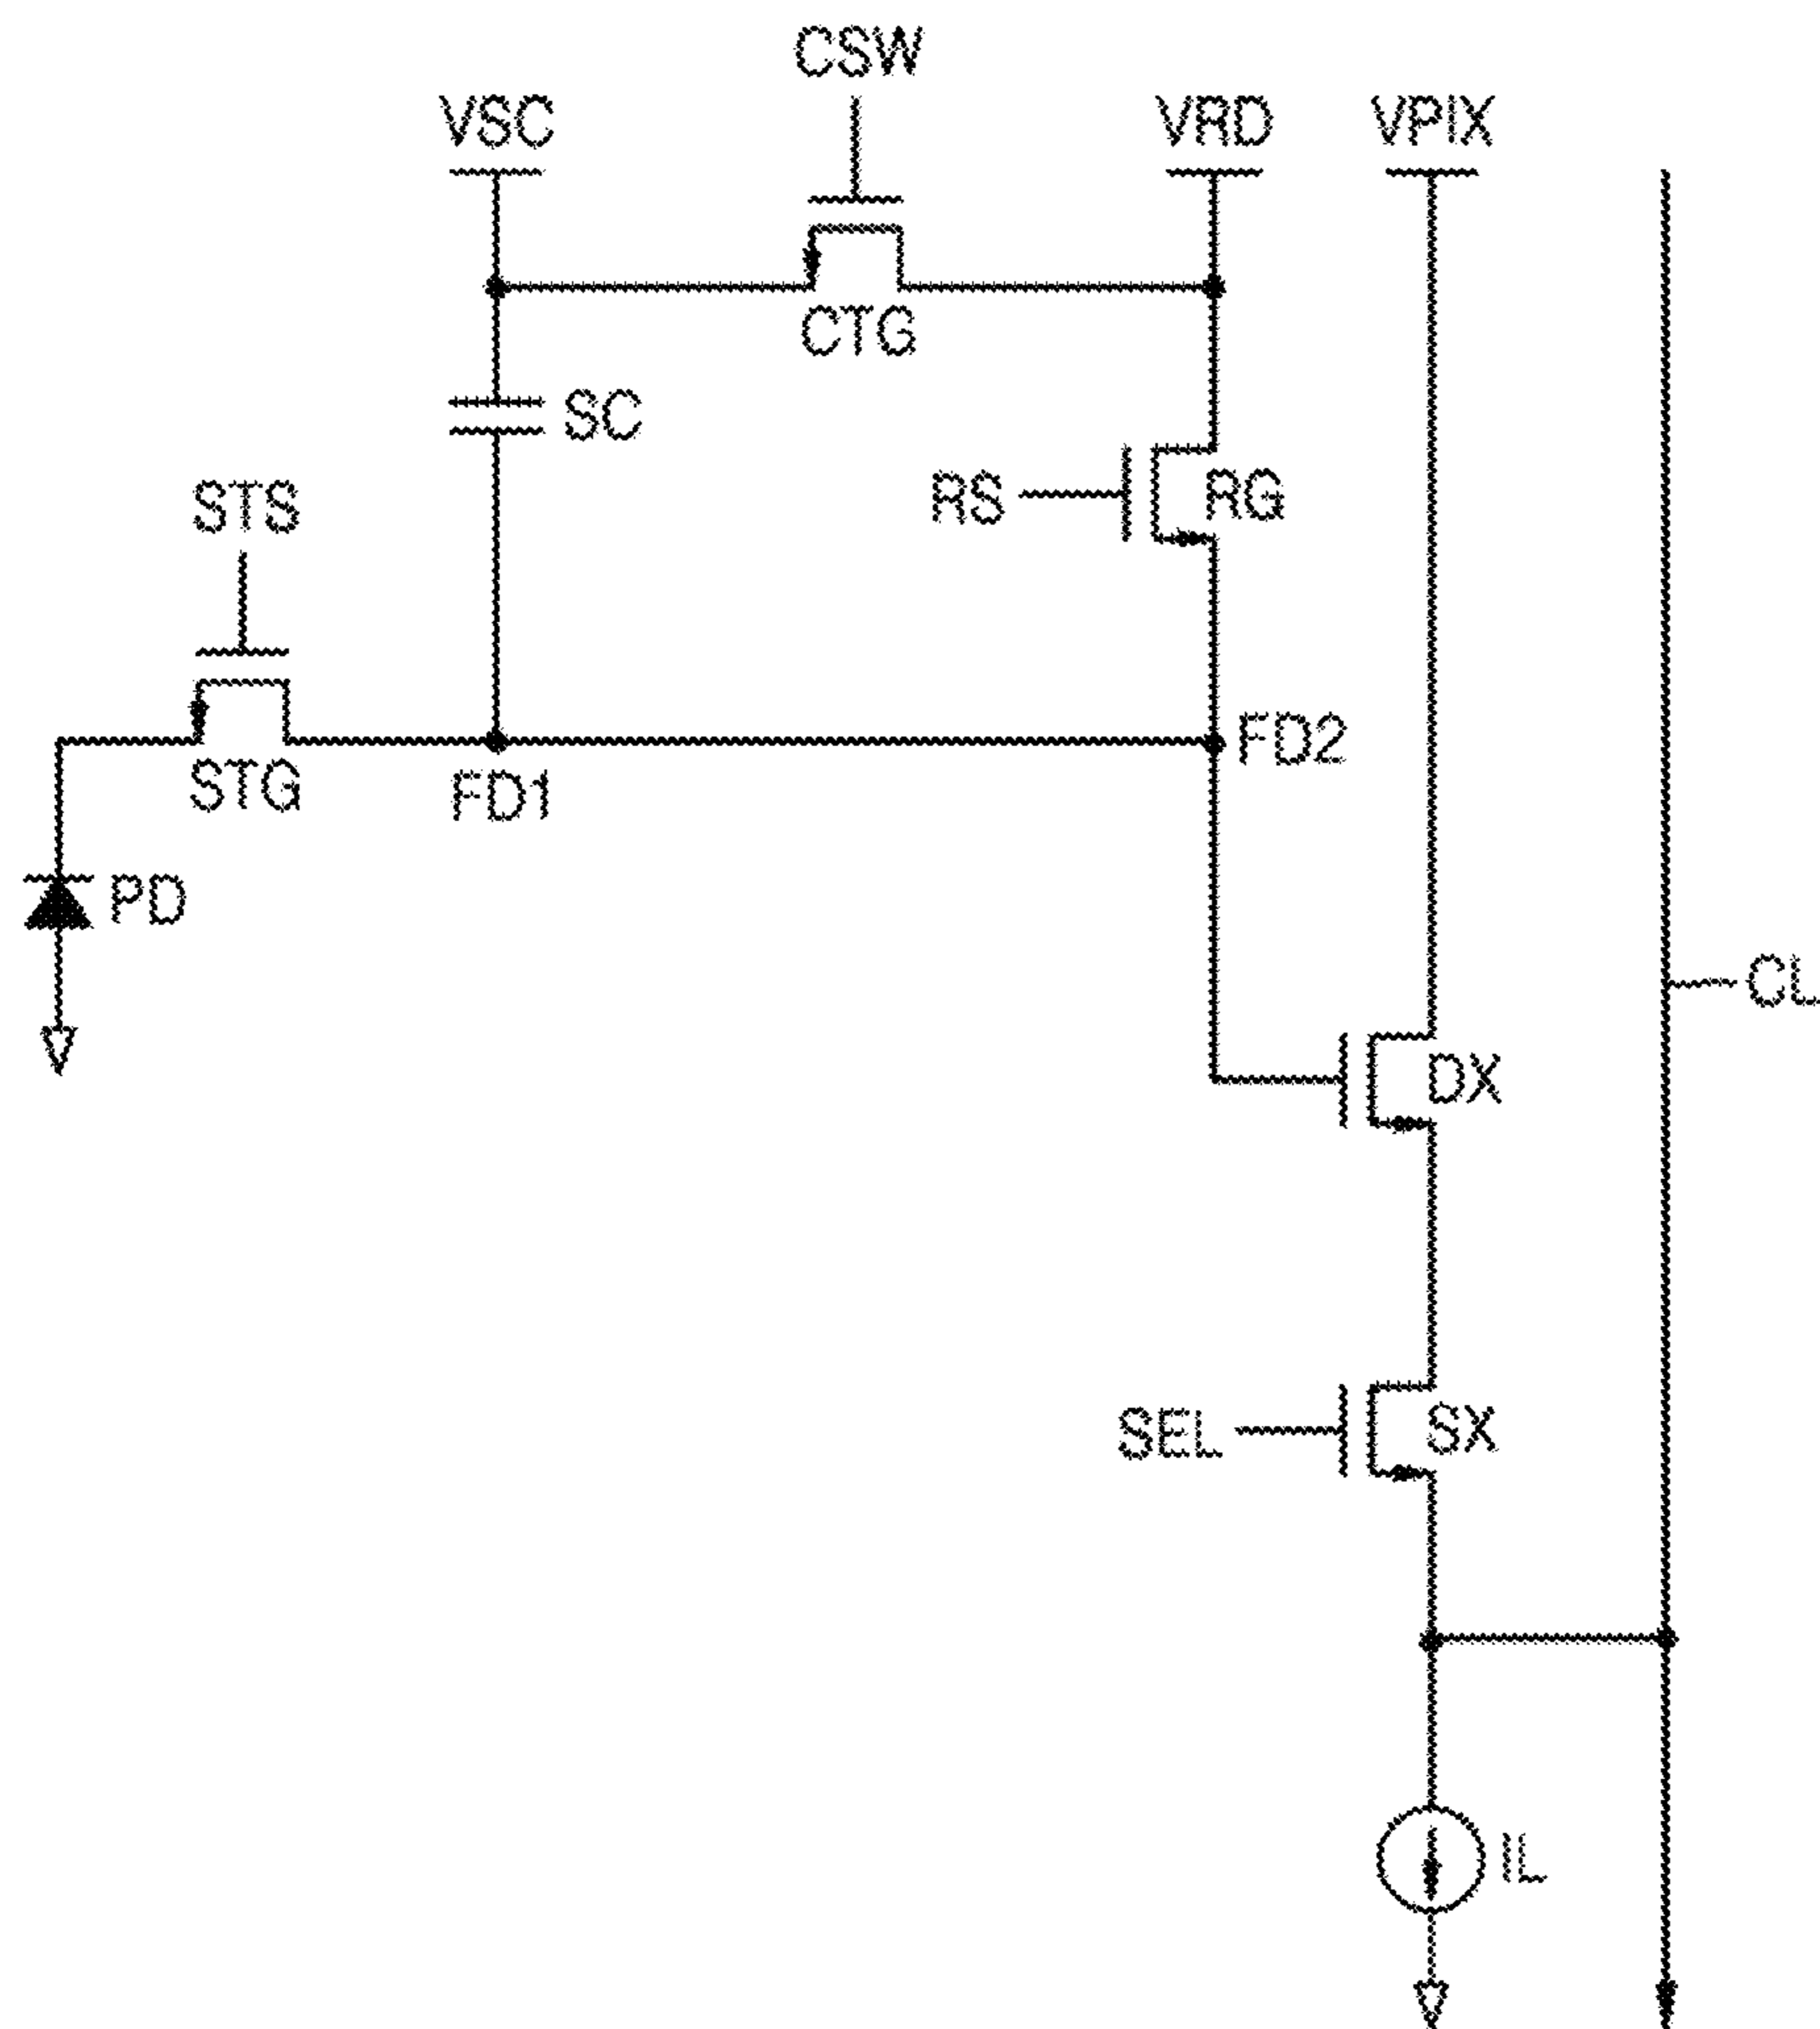 CSW
VSC
VRD
VPIX
CTG
SC
RS
RG
STS
STG
FD1
FD2
PD
CL
DX
SEL
SX
IL